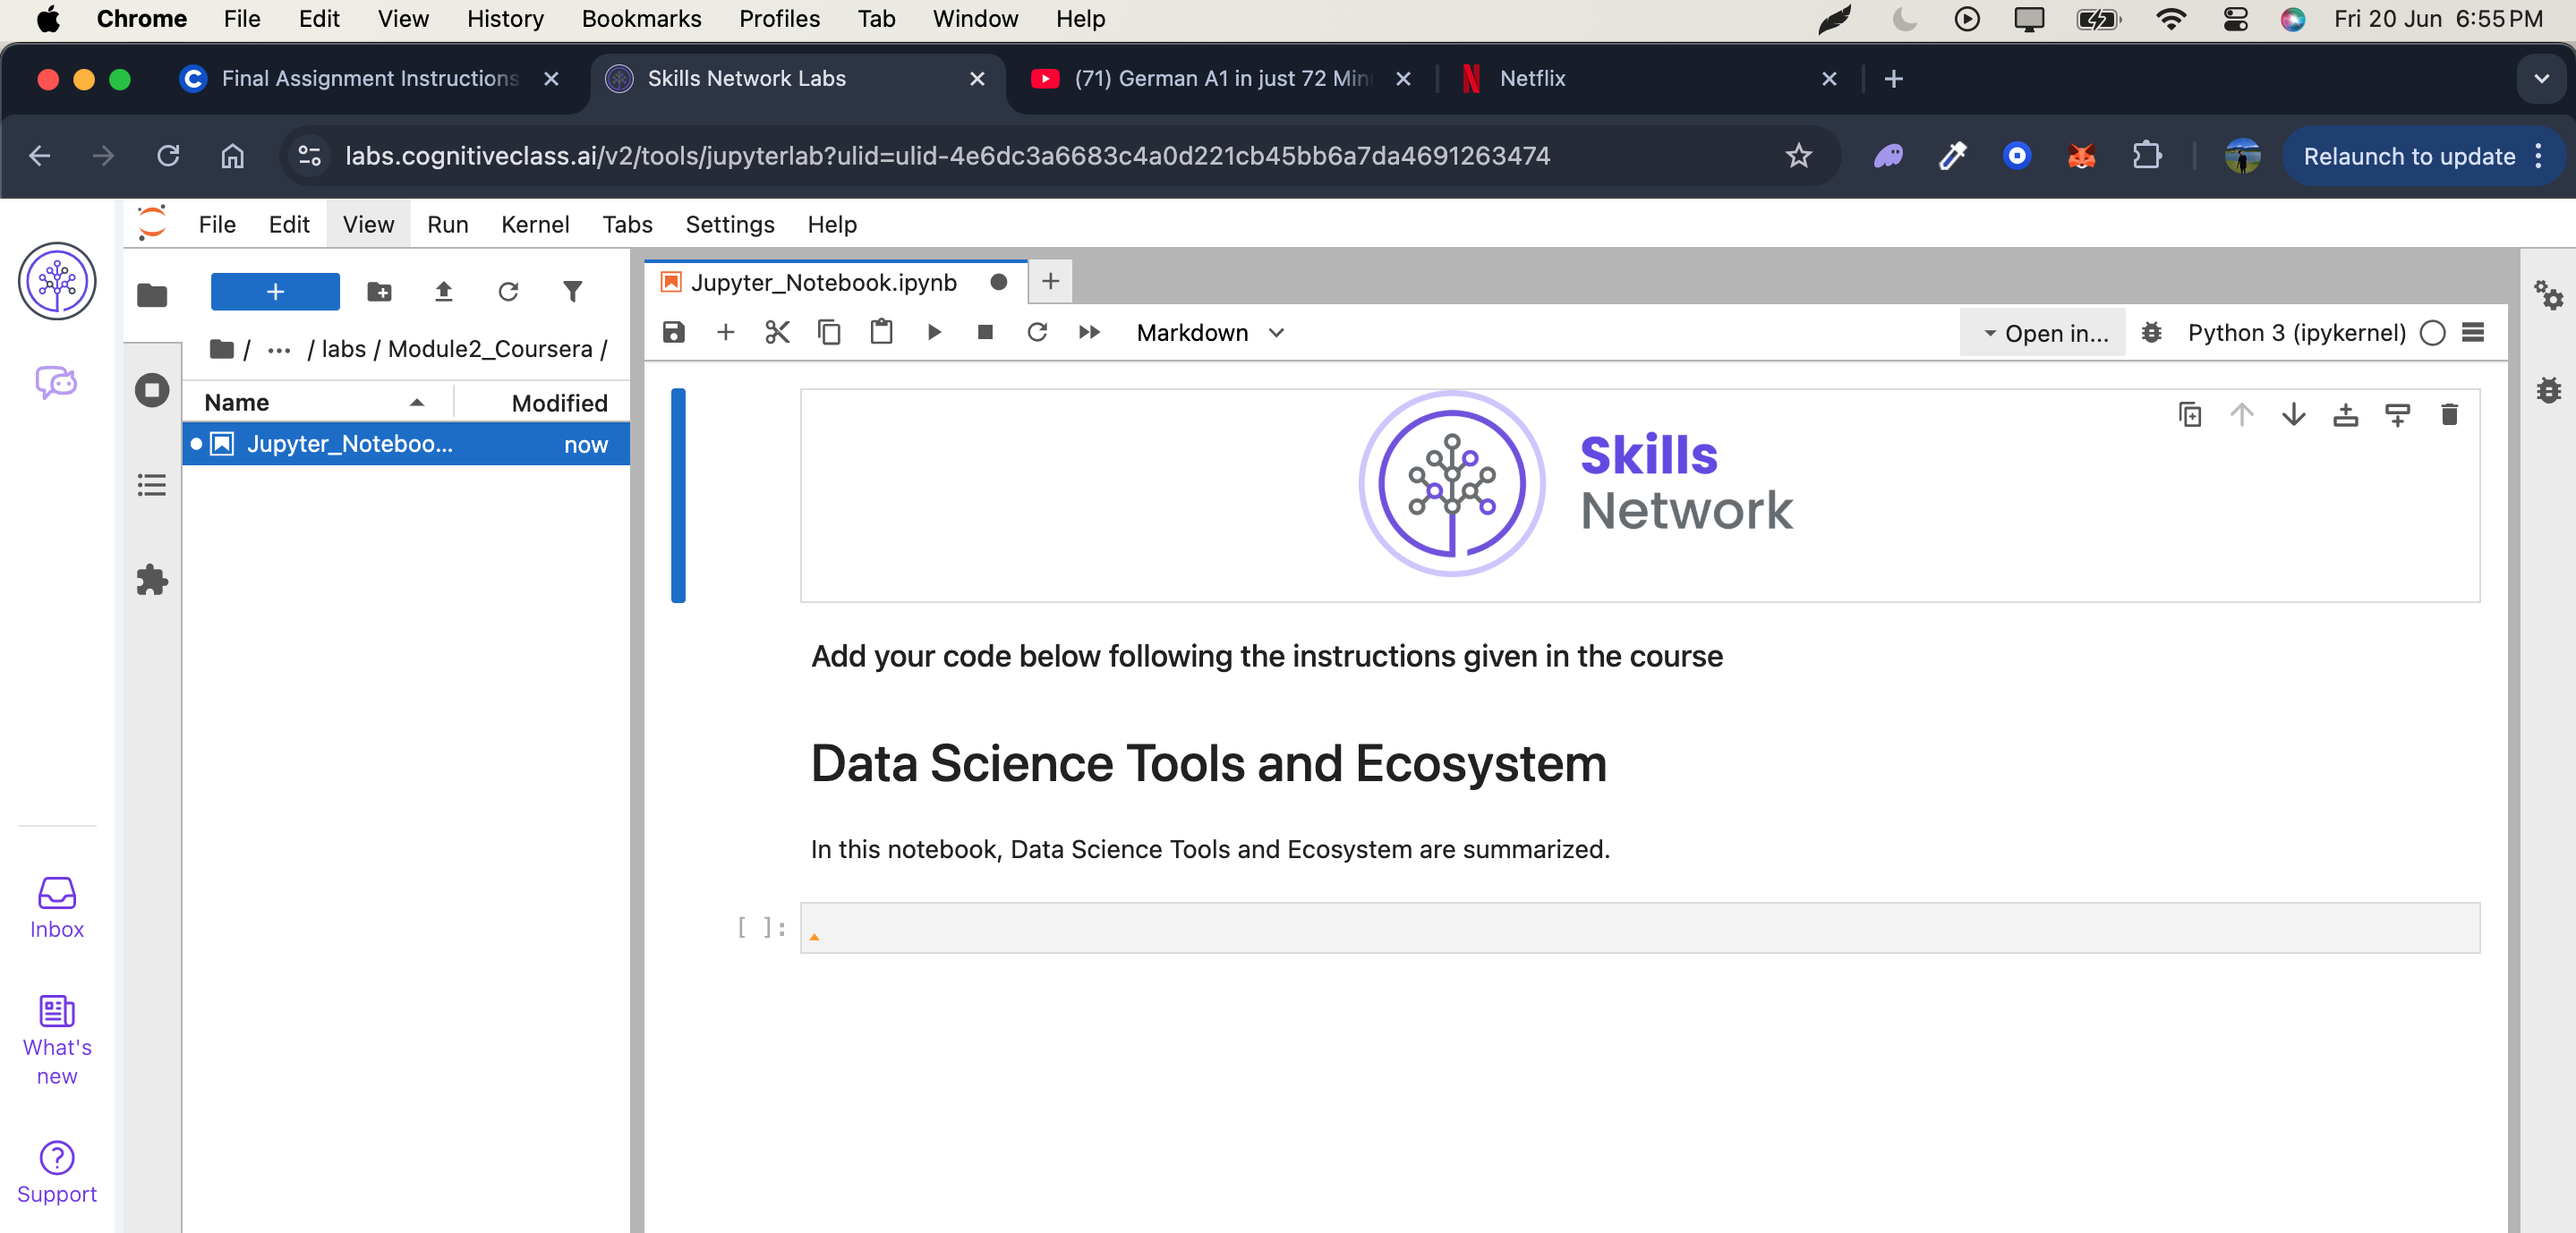 Chrome File Edit View History Bookmarks Profiles Tab Window Help Fri 20 Jun 6:55 PM
Final Assignment Instructions Skills Network Labs (71) German A1 in just 72 Min Netflix
labs.cognitiveclass.ai/v2/tools/jupyterlab?ulid=ulid-4e6dc3a6683c4a0d221cb45bb6a7da4691263474 Relaunch to update
File Edit View Run Kernel Tabs Settings Help
Jupyter_Notebook.ipynb
Markdown Open in... Python 3 (ipykernel)
/ ... / labs / Module2_Coursera /
Name Modified
Jupyter_Noteboo... now
Skills
Network
Add your code below following the instructions given in the course
Data Science Tools and Ecosystem
In this notebook, Data Science Tools and Ecosystem are summarized.
[ ]:
Inbox
What's
new
Support